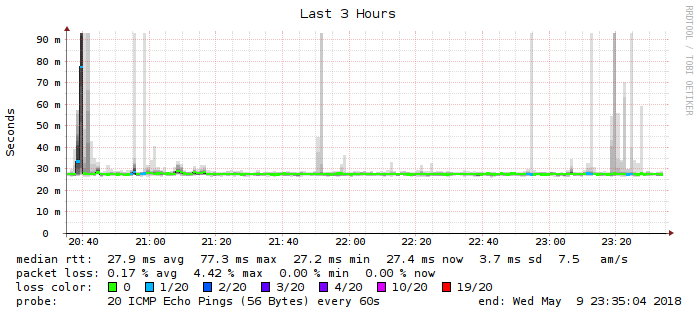 Last 3 Hours
RRDTOOL / TOBI OETIKER
Seconds
90 m
80 m
70 m
60 m
50 m
40 m
30 m
20 m
10 m
0
20:40 21:00 21:20 21:40 22:00 22:20 22:40 23:00 23:20
median rtt: 27.9 ms avg 77.3 ms max 27.2 ms min 27.4 ms now 3.7 ms sd 7.5 am/s
packet loss: 0.17 % avg 4.42 % max 0.00 % min 0.00 % now
loss color: 0 1/20 2/20 3/20 4/20 10/20 19/20
probe: 20 ICMP Echo Pings (56 Bytes) every 60s end: Wed May 9 23:35:04 2018